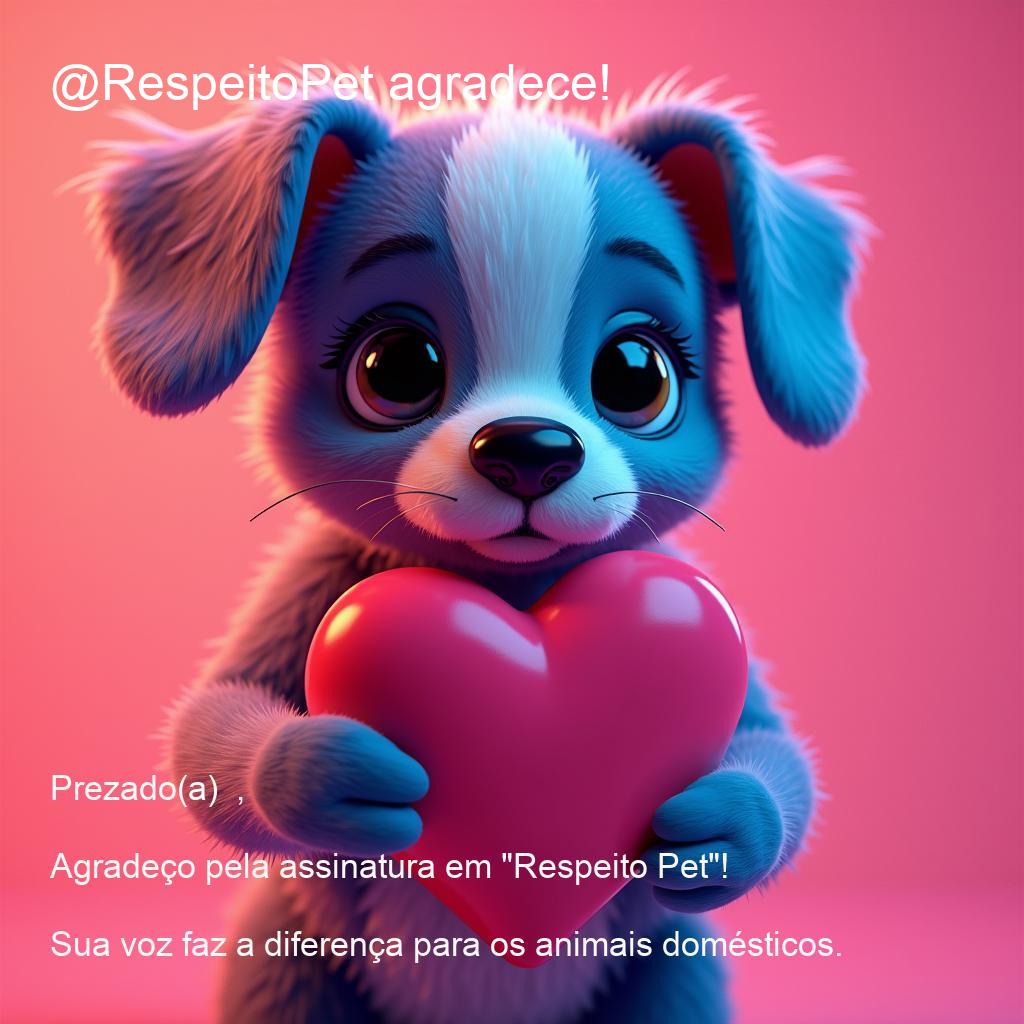 @RespeitoPet agradece!
Prezado(a)  ,
Agradeço pela assinatura em "Respeito Pet"!
Sua voz faz a diferença para os animais domésticos.